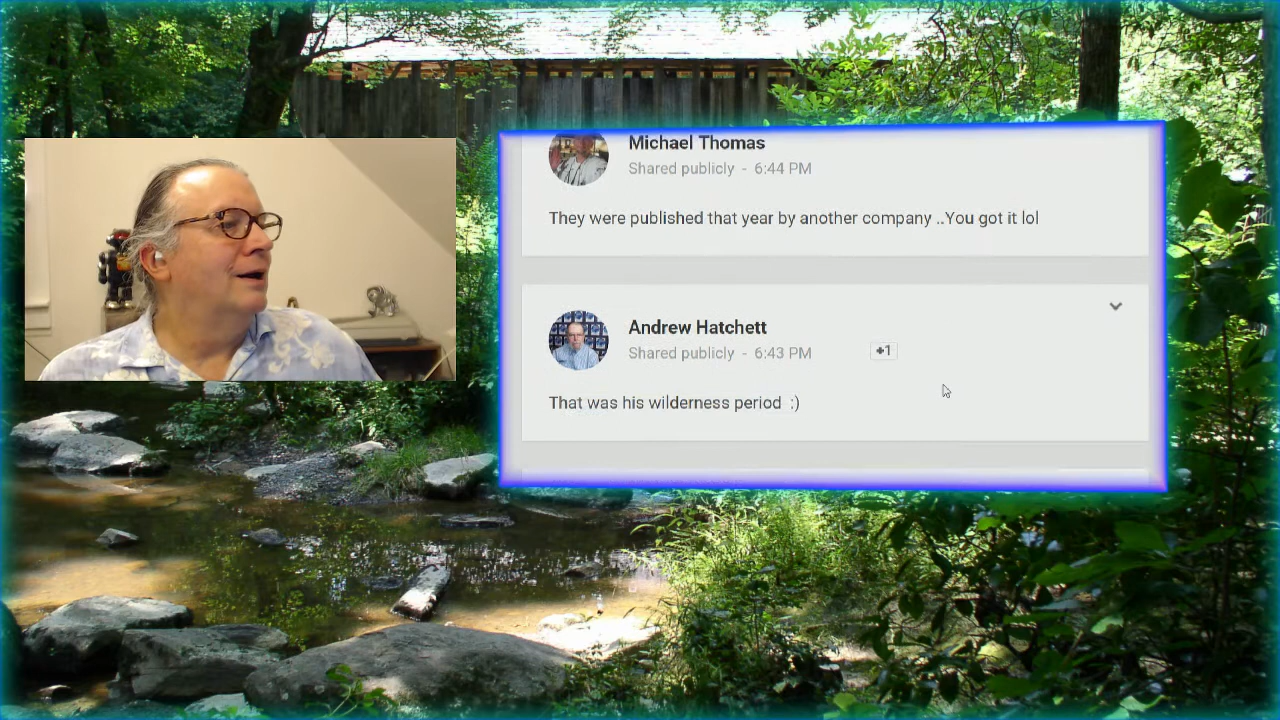 Michael Thomas
Shared publicly - 6:44 PM
They were published that year by another company ..You got it lol
Andrew Hatchett
Shared publicly - 6:43 PM
+1
That was his wilderness period :)